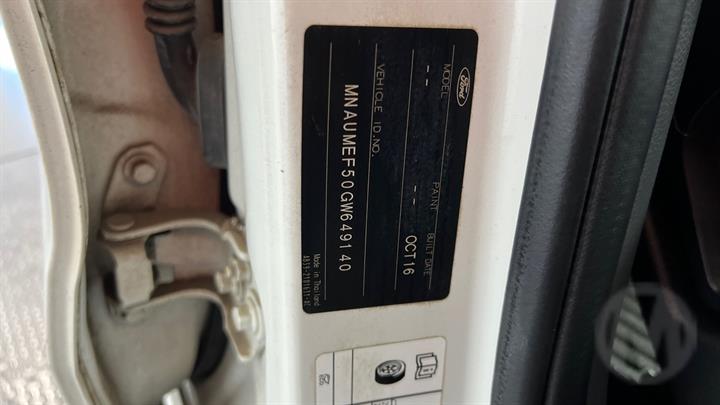 Ford
MODEL PAINT BUILT DATE
-- -- OCT16
VEHICLE ID.NO.
MNAUMEF50GW649140
Made in Thailand